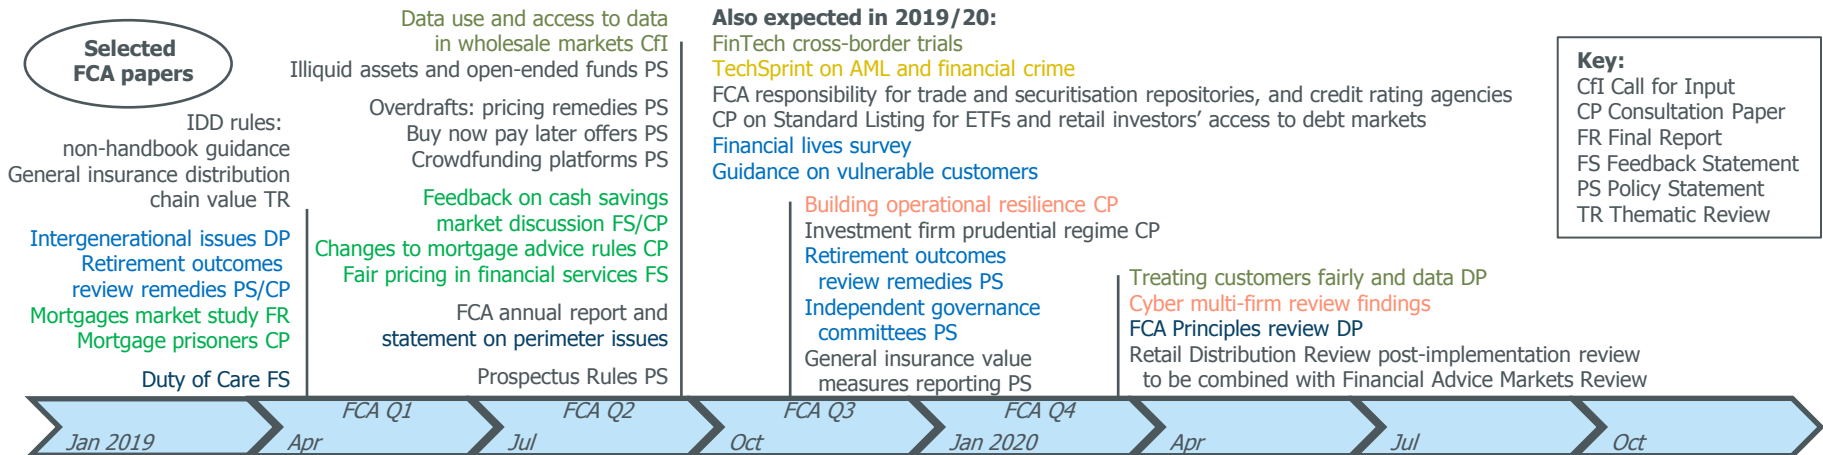 Selected
FCA papers
IDD rules:
non-handbook guidance
General insurance distribution
chain value TR
Intergenerational issues DP
Retirement outcomes
review remedies PS/CP
Mortgages market study FR
Mortgage prisoners CP
Duty of Care FS
Data use and access to data
in wholesale markets CfI
Illiquid assets and open-ended funds PS
Overdrafts: pricing remedies PS
Buy now pay later offers PS
Crowdfunding platforms PS
Feedback on cash savings
market discussion FS/CP
Changes to mortgage advice rules CP
Fair pricing in financial services FS
FCA annual report and
statement on perimeter issues
Prospectus Rules PS
Also expected in 2019/20:
FinTech cross-border trials
TechSprint on AML and financial crime
FCA responsibility for trade and securitisation repositories, and credit rating agencies
CP on Standard Listing for ETFs and retail investors’ access to debt markets
Financial lives survey
Guidance on vulnerable customers
Building operational resilience CP
Investment firm prudential regime CP
Retirement outcomes
review remedies PS
Independent governance
committees PS
General insurance value
measures reporting PS
Treating customers fairly and data DP
Cyber multi-firm review findings
FCA Principles review DP
Retail Distribution Review post-implementation review
to be combined with Financial Advice Markets Review
Key:
CfI Call for Input
CP Consultation Paper
FR Final Report
FS Feedback Statement
PS Policy Statement
TR Thematic Review
FCA Q1
FCA Q2
FCA Q3
FCA Q4
Jan 2019
Apr
Jul
Oct
Jan 2020
Apr
Jul
Oct